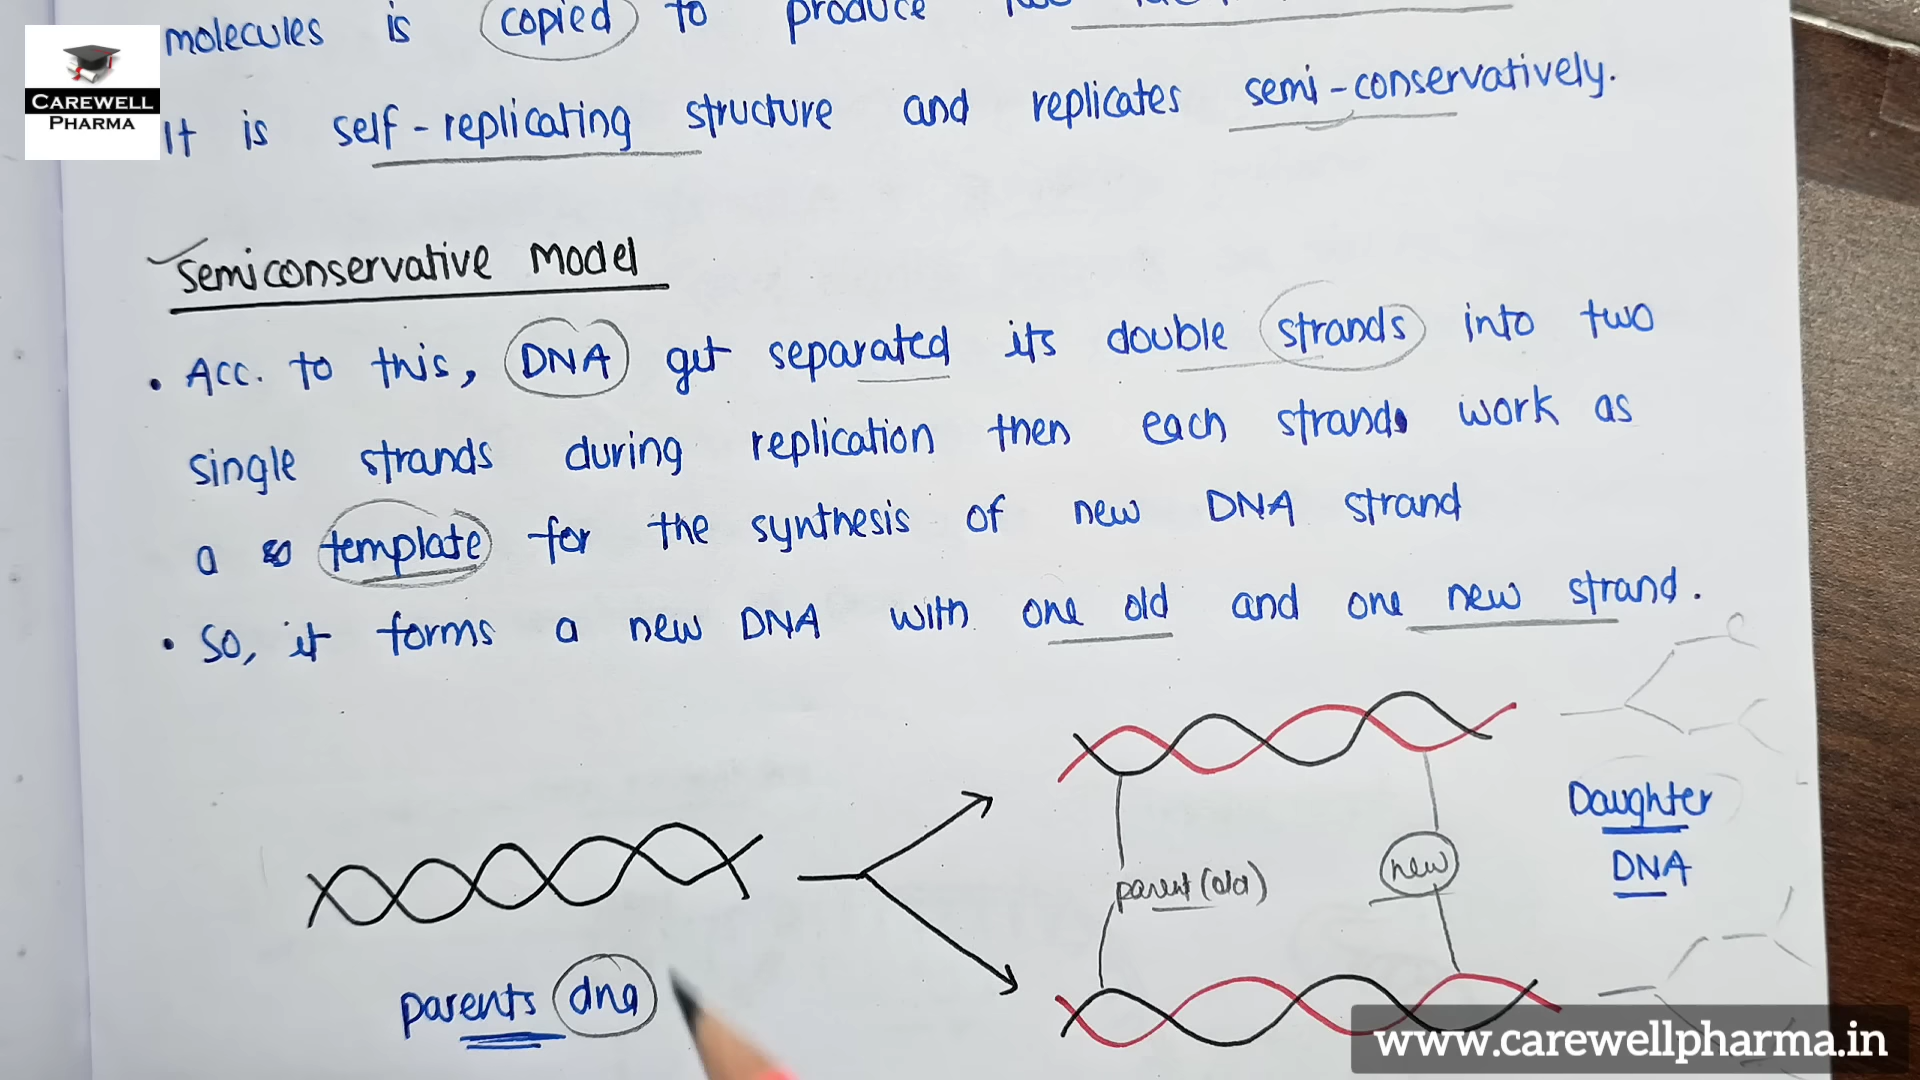 molecules is copied to produce
CAREWELL
PHARMA
It is self-replicating structure and replicates semi-conservatively.
Semiconservative Model
• Acc. to this, DNA get separated its double strands into two
single strands during replication then each strand work as
a template for the synthesis of new DNA strand
• So, it forms a new DNA with one old and one new strand.
Daughter
DNA
parent (old)
new
parents dna
www.carewellpharma.in